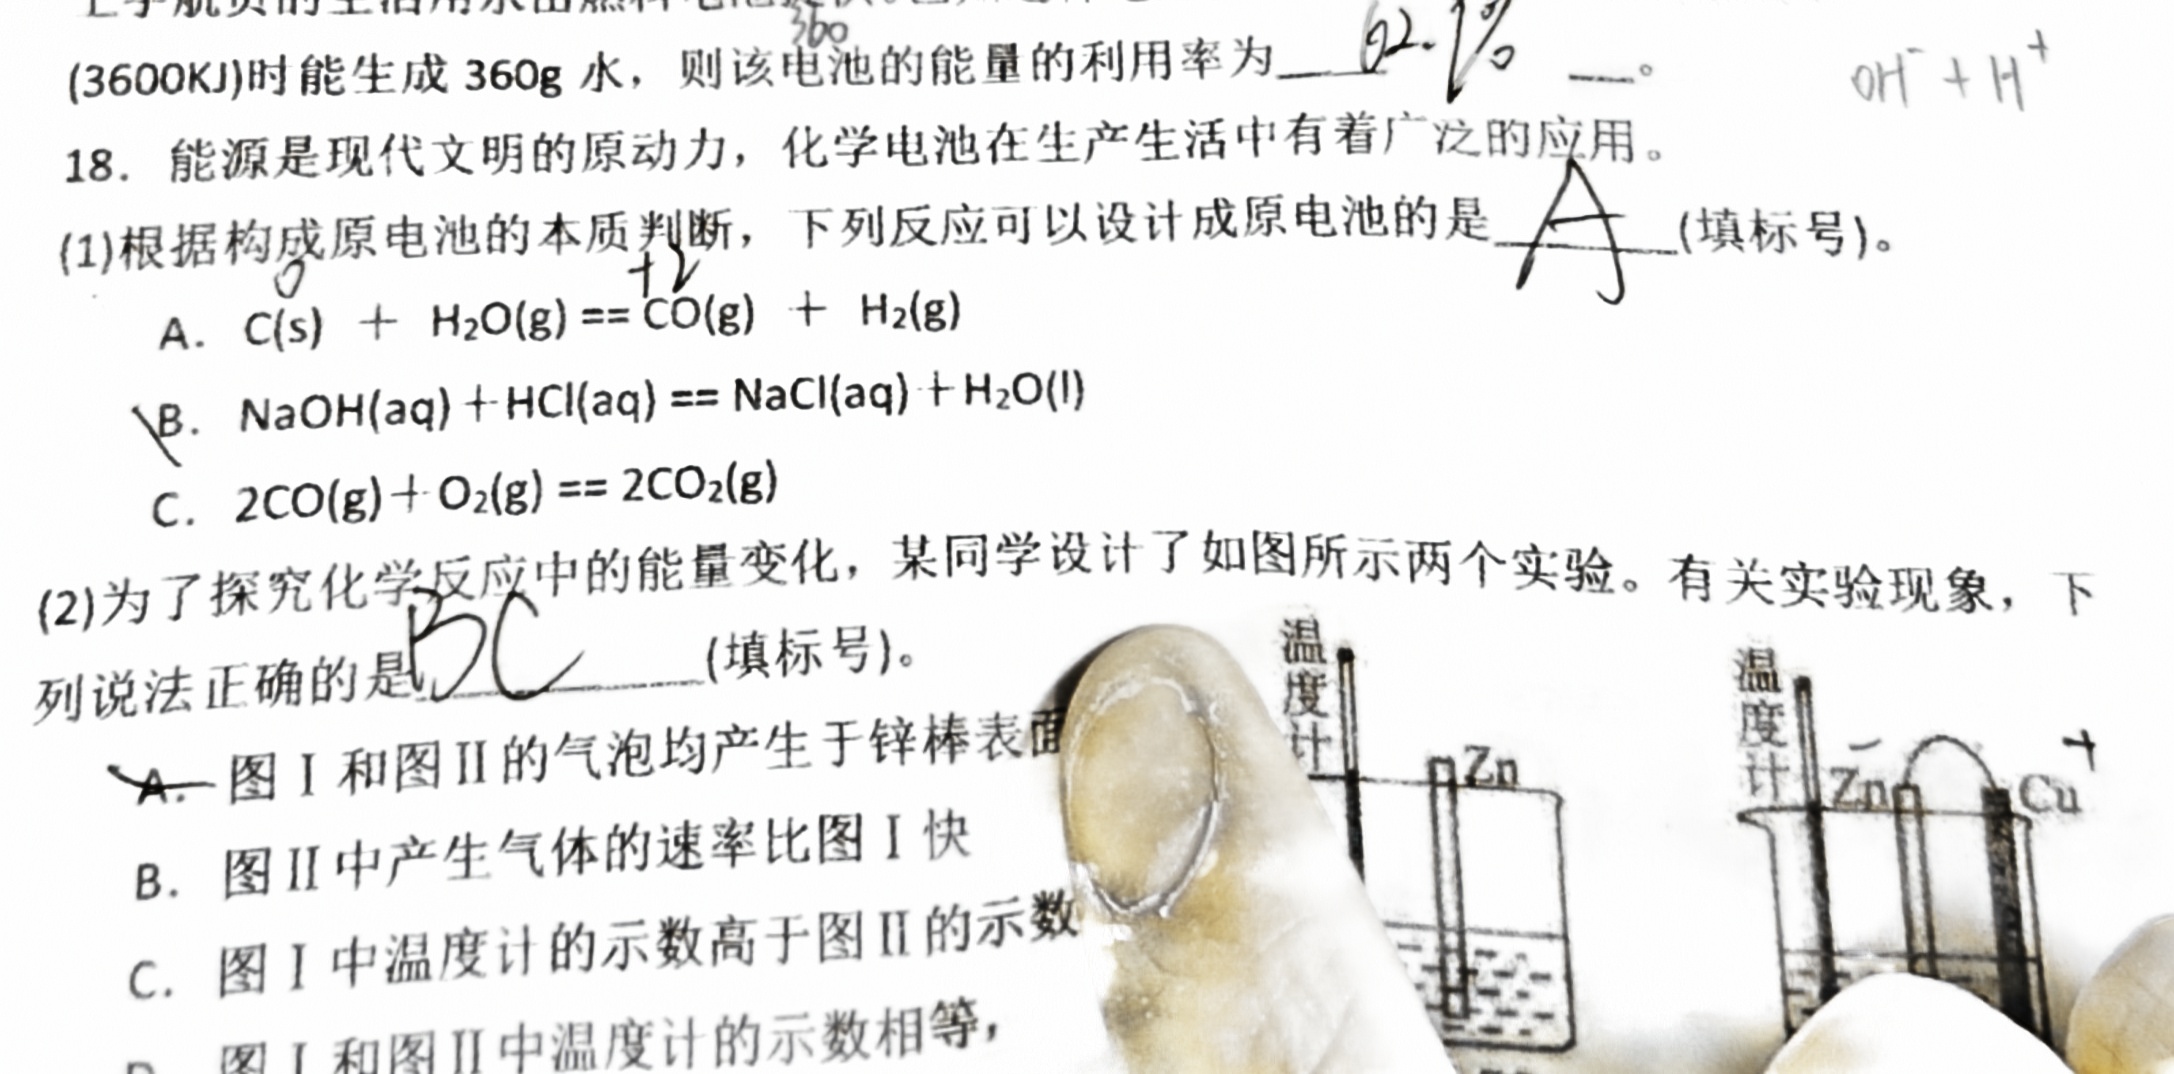 360
(3600KJ)时能生成 360g 水，则该电池的能量的利用率为 62.9% 。
OH⁻ + H⁺
18．能源是现代文明的原动力，化学电池在生产生活中有着广泛的应用。
(1)根据构成原电池的本质判断，下列反应可以设计成原电池的是 A (填标号)。
0 +2
A．C(s) + H₂O(g) == CO(g) + H₂(g)
B．NaOH(aq)＋HCl(aq) == NaCl(aq)＋H₂O(l)
C．2CO(g)＋O₂(g) == 2CO₂(g)
(2)为了探究化学反应中的能量变化，某同学设计了如图所示两个实验。有关实验现象，下
列说法正确的是 BC (填标号)。
A．图Ⅰ和图Ⅱ的气泡均产生于锌棒表面
B．图Ⅱ中产生气体的速率比图Ⅰ快
C．图Ⅰ中温度计的示数高于图Ⅱ的示数
D．图Ⅰ和图Ⅱ中温度计的示数相等，
温度计
Zn
温度计
− Zn
Cu +